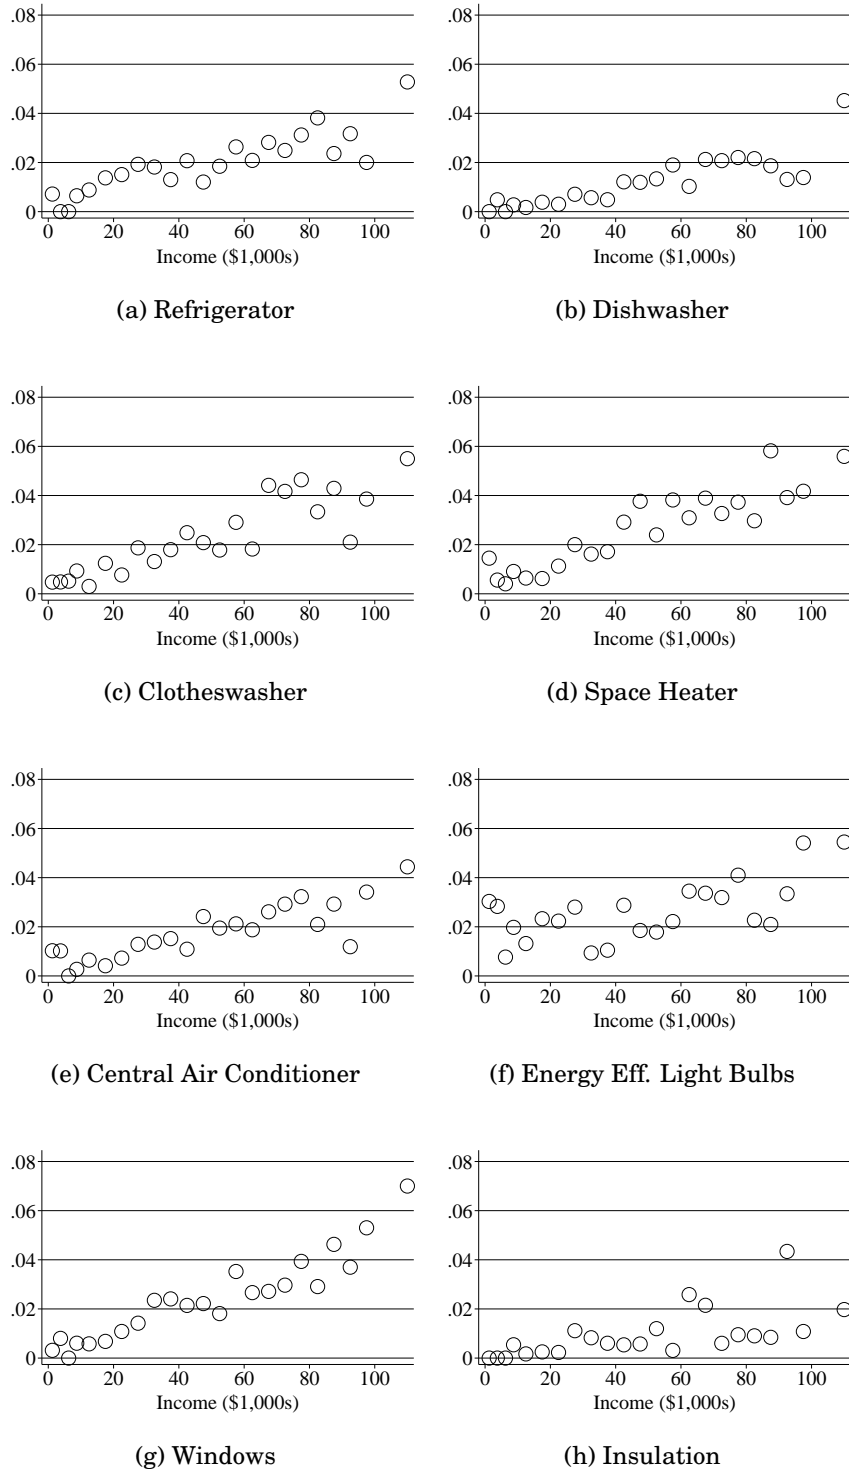 .08
.06
.04
.02
0
0 20 40 60 80 100
Income ($1,000s)
(a) Refrigerator
.08
.06
.04
.02
0
0 20 40 60 80 100
Income ($1,000s)
(b) Dishwasher
.08
.06
.04
.02
0
0 20 40 60 80 100
Income ($1,000s)
(c) Clotheswasher
.08
.06
.04
.02
0
0 20 40 60 80 100
Income ($1,000s)
(d) Space Heater
.08
.06
.04
.02
0
0 20 40 60 80 100
Income ($1,000s)
(e) Central Air Conditioner
.08
.06
.04
.02
0
0 20 40 60 80 100
Income ($1,000s)
(f) Energy Eff. Light Bulbs
.08
.06
.04
.02
0
0 20 40 60 80 100
Income ($1,000s)
(g) Windows
.08
.06
.04
.02
0
0 20 40 60 80 100
Income ($1,000s)
(h) Insulation